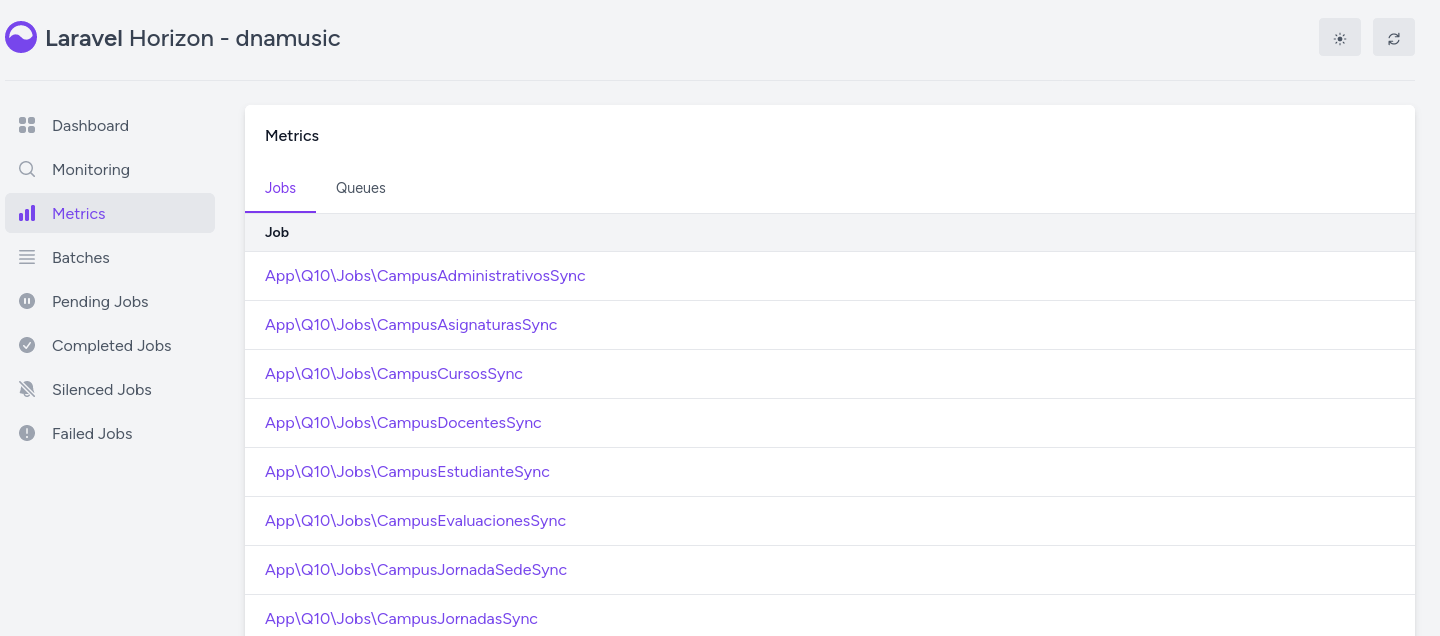 Laravel Horizon - dnamusic
Dashboard
Monitoring
Metrics
Batches
Pending Jobs
Completed Jobs
Silenced Jobs
Failed Jobs
Metrics
Jobs Queues
Job
App\Q10\Jobs\CampusAdministrativosSync
App\Q10\Jobs\CampusAsignaturasSync
App\Q10\Jobs\CampusCursosSync
App\Q10\Jobs\CampusDocentesSync
App\Q10\Jobs\CampusEstudianteSync
App\Q10\Jobs\CampusEvaluacionesSync
App\Q10\Jobs\CampusJornadaSedeSync
App\Q10\Jobs\CampusJornadasSync